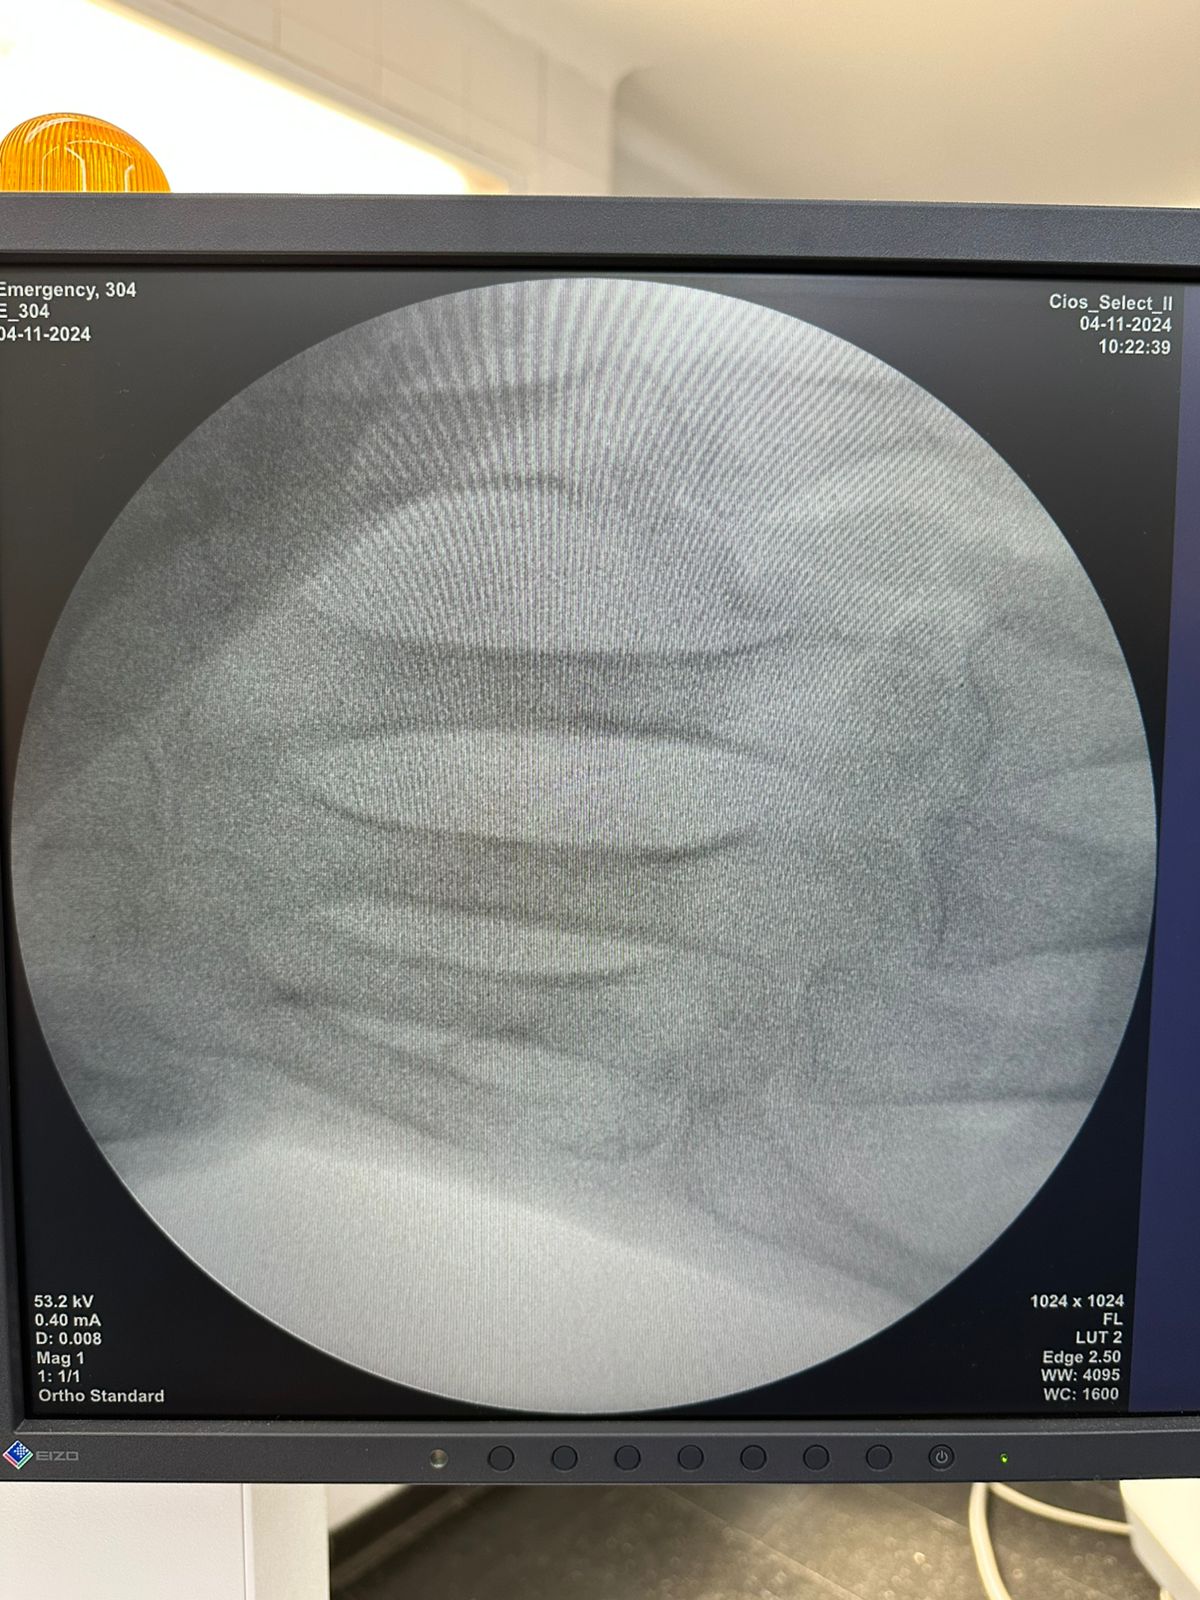 Emergency, 304
E_304
04-11-2024
Cios_Select_II
04-11-2024
10:22:39
53.2 kV
0.40 mA
D: 0.008
Mag 1
1: 1/1
Ortho Standard
1024 x 1024
FL
LUT 2
Edge 2.50
WW: 4095
WC: 1600
EIZO